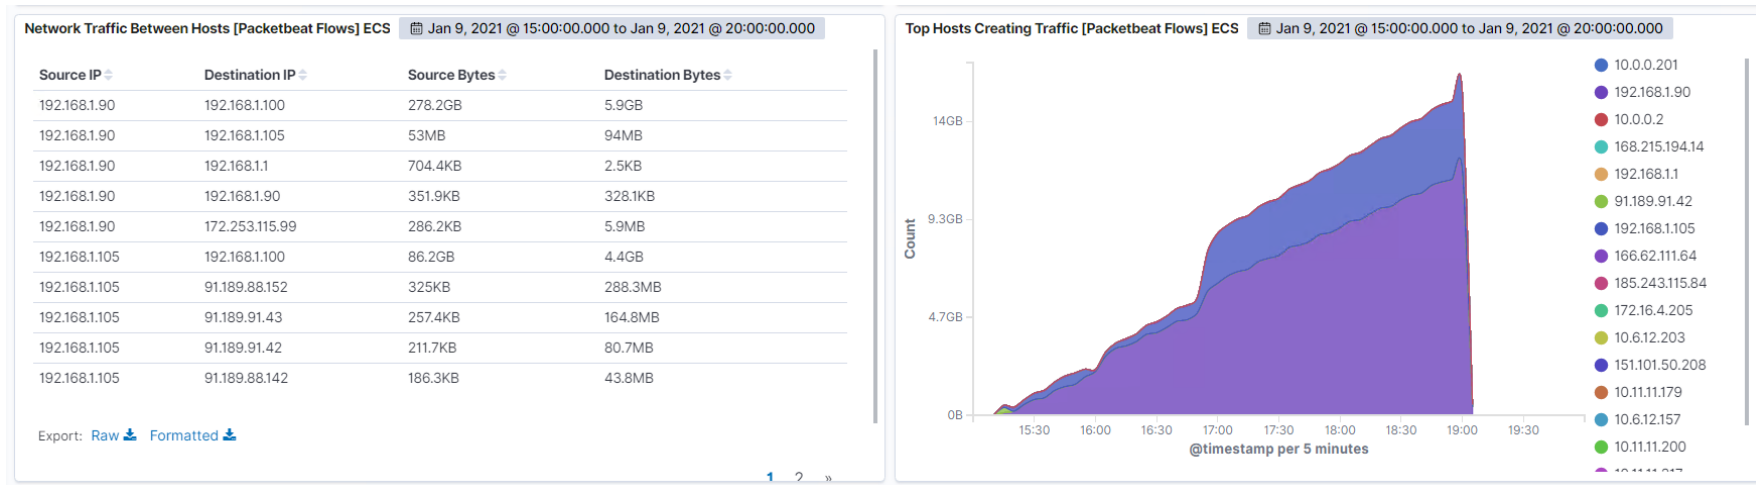 Network Traffic Between Hosts [Packetbeat Flows] ECS Jan 9, 2021 @ 15:00:00.000 to Jan 9, 2021 @ 20:00:00.000
Source IP Destination IP Source Bytes Destination Bytes
192.168.1.90 192.168.1.100 278.2GB 5.9GB
192.168.1.90 192.168.1.105 53MB 94MB
192.168.1.90 192.168.1.1 704.4KB 2.5KB
192.168.1.90 192.168.1.90 351.9KB 328.1KB
192.168.1.90 172.253.115.99 286.2KB 5.9MB
192.168.1.105 192.168.1.100 86.2GB 4.4GB
192.168.1.105 91.189.88.152 325KB 288.3MB
192.168.1.105 91.189.91.43 257.4KB 164.8MB
192.168.1.105 91.189.91.42 211.7KB 80.7MB
192.168.1.105 91.189.88.142 186.3KB 43.8MB
Export: Raw Formatted
1 2 »
Top Hosts Creating Traffic [Packetbeat Flows] ECS Jan 9, 2021 @ 15:00:00.000 to Jan 9, 2021 @ 20:00:00.000
14GB
9.3GB
4.7GB
0B
Count
15:30 16:00 16:30 17:00 17:30 18:00 18:30 19:00 19:30
@timestamp per 5 minutes
10.0.0.201
192.168.1.90
10.0.0.2
168.215.194.14
192.168.1.1
91.189.91.42
192.168.1.105
166.62.111.64
185.243.115.84
172.16.4.205
10.6.12.203
151.101.50.208
10.11.11.179
10.6.12.157
10.11.11.200